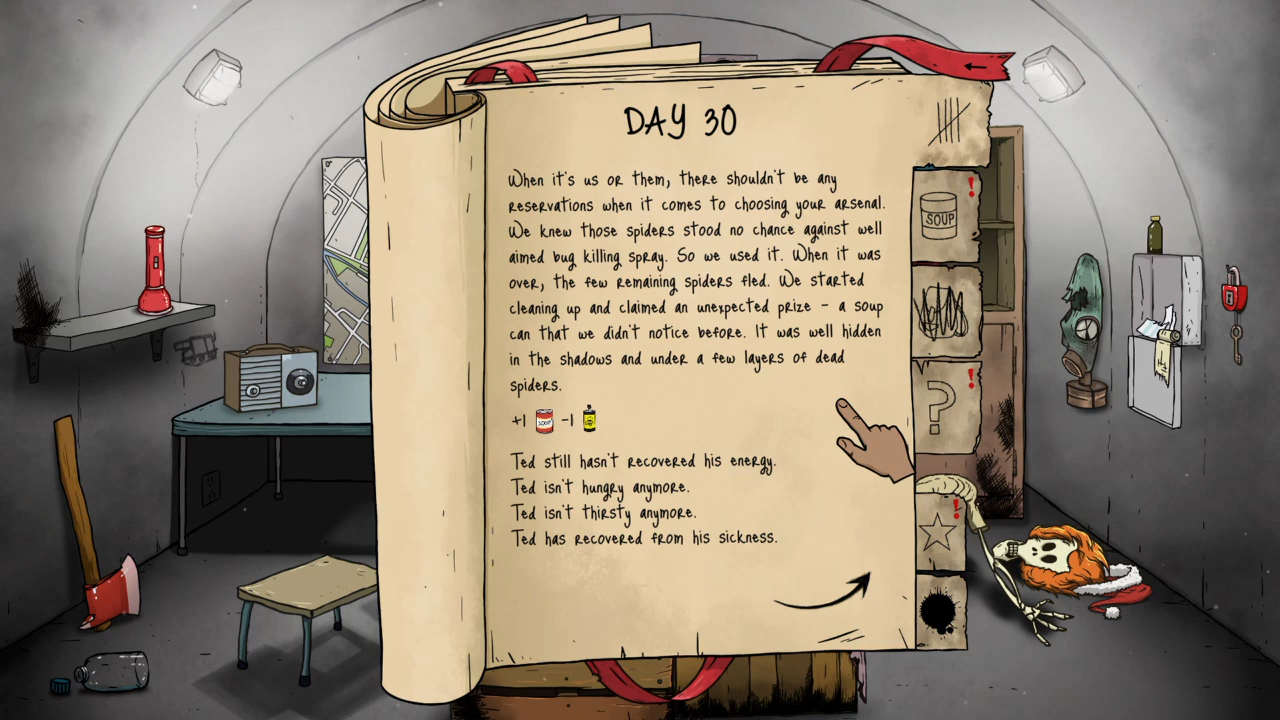 DAY 30
When it's us or them, there shouldn't be any
reservations when it comes to choosing your arsenal.
We knew those spiders stood no chance against well
aimed bug killing spray. So we used it. When it was
over, the few remaining spiders fled. We started
cleaning up and claimed an unexpected prize - a soup
can that we didn't notice before. It was well hidden
in the shadows and under a few layers of dead
spiders.
+1 SOUP -1
Ted still hasn't recovered his energy.
Ted isn't hungry anymore.
Ted isn't thirsty anymore.
Ted has recovered from his sickness.
!
SOUP
!
?
!